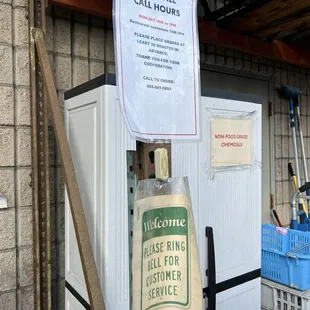 CALL HOURS
PLEASE PLACE ORDERS AT
LEAST 30 MINUTES IN
ADVANCE.
THANK YOU FOR YOUR
COOPERATION
CALL TO ORDER:
NON-FOOD GRADE
CHEMICALS
Welcome
PLEASE RING
BELL FOR
CUSTOMER
SERVICE